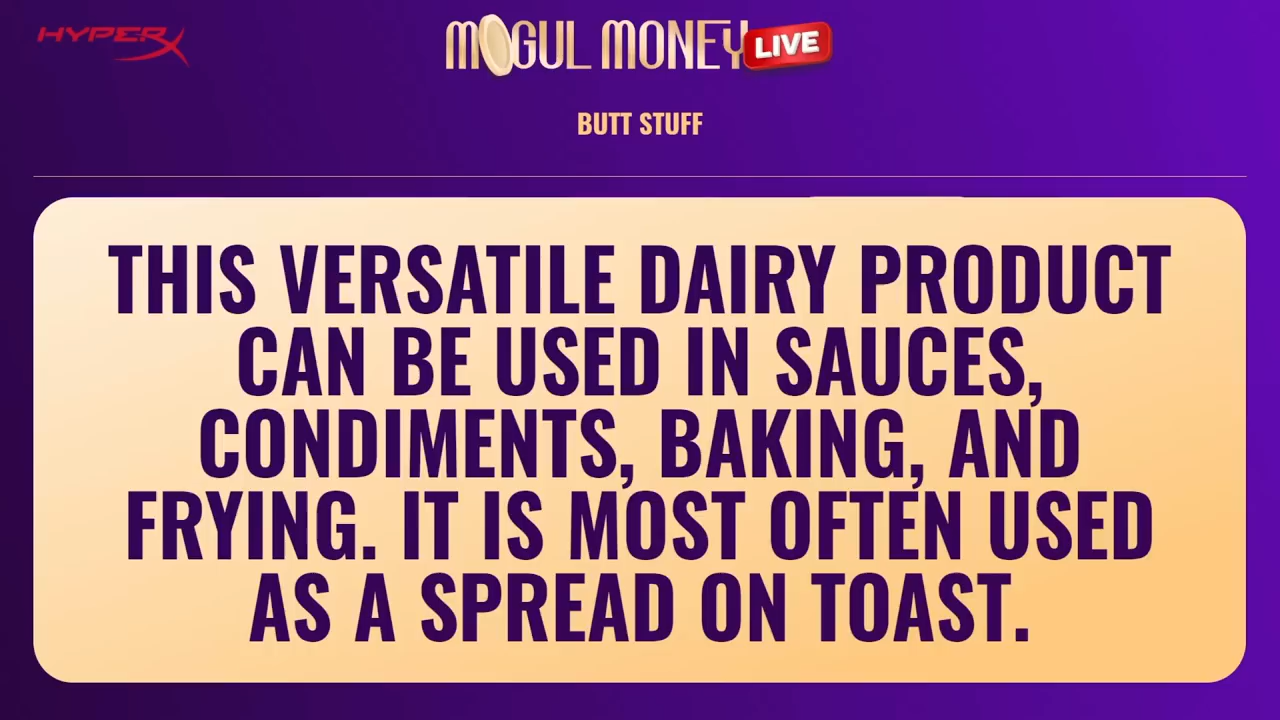 HYPERX
MOGUL MONEY LIVE
BUTT STUFF
THIS VERSATILE DAIRY PRODUCT
CAN BE USED IN SAUCES,
CONDIMENTS, BAKING, AND
FRYING. IT IS MOST OFTEN USED
AS A SPREAD ON TOAST.